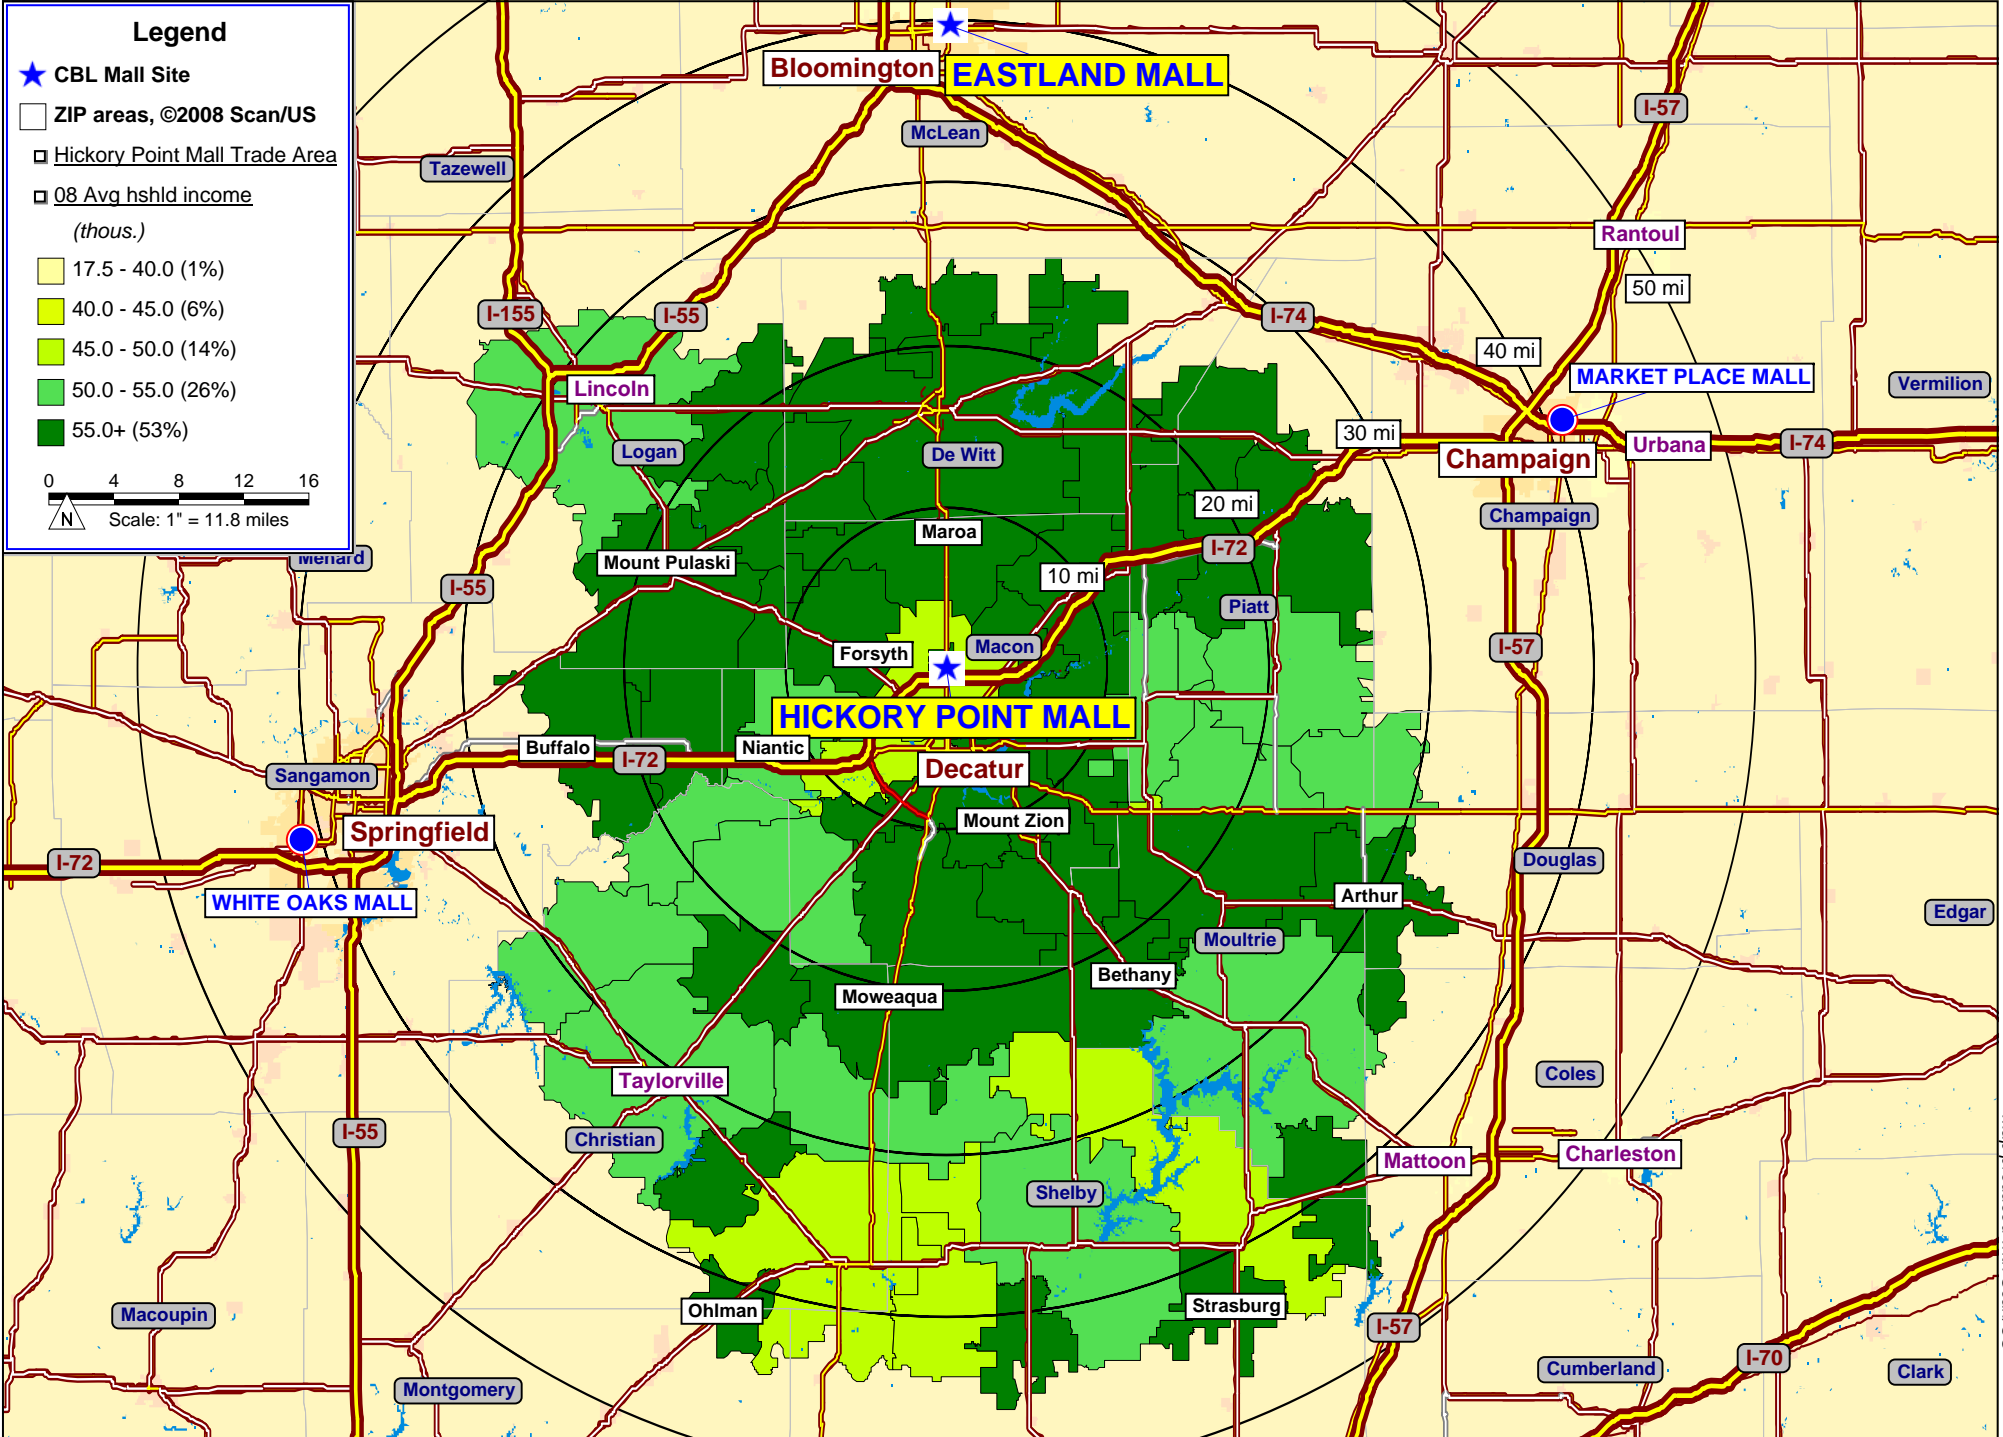 Legend
CBL Mall Site
ZIP areas, ©2008 Scan/US
Hickory Point Mall Trade Area
08 Avg hshld income
(thous.)
17.5 - 40.0 (1%)
40.0 - 45.0 (6%)
45.0 - 50.0 (14%)
50.0 - 55.0 (26%)
55.0+ (53%)
0 4 8 12 16
N
Scale: 1" = 11.8 miles
Bloomington
EASTLAND MALL
McLean
I-57
Tazewell
Rantoul
50 mi
I-155
I-55
I-74
40 mi
MARKET PLACE MALL
Vermilion
Lincoln
Logan
De Witt
30 mi
Champaign
Urbana
I-74
20 mi
Champaign
Maroa
Menard
Mount Pulaski
I-72
10 mi
I-55
Piatt
Forsyth
Macon
I-57
HICKORY POINT MALL
Buffalo
Niantic
I-72
Sangamon
Decatur
Mount Zion
Springfield
I-72
Douglas
WHITE OAKS MALL
Arthur
Edgar
Moultrie
Bethany
Moweaqua
Taylorville
Coles
I-55
Christian
Mattoon
Charleston
Shelby
Macoupin
Ohlman
Strasburg
I-57
I-70
Cumberland
Clark
Montgomery